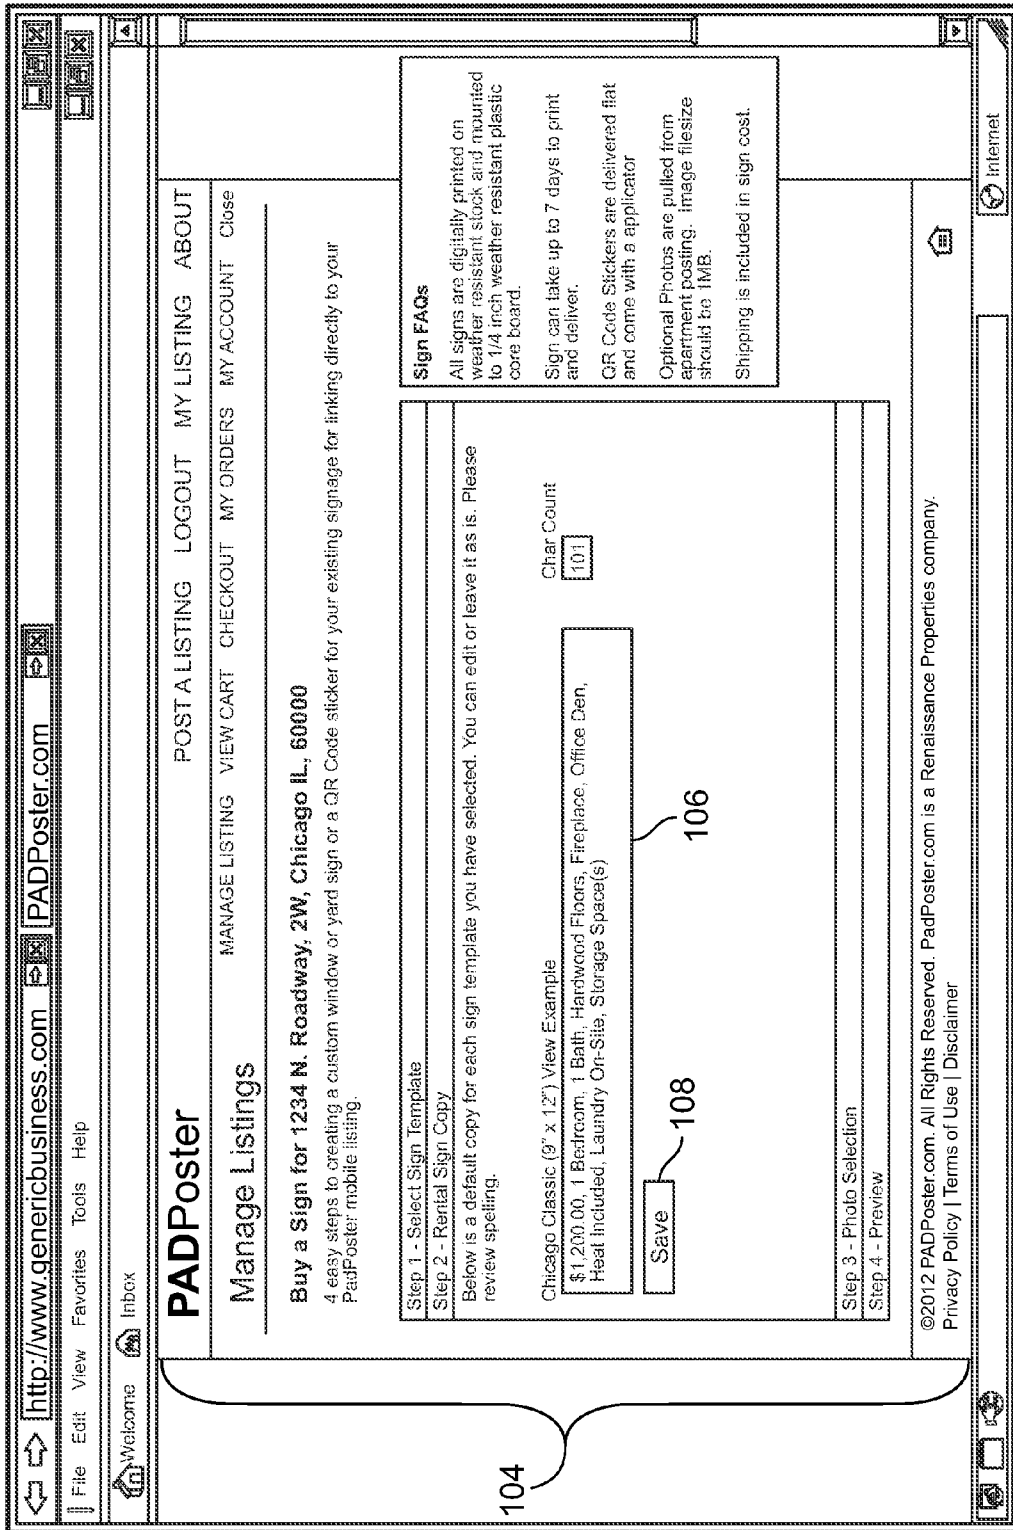 http://www.genericbusiness.com PADPoster.com
File Edit View Favorites Tools Help
Welcome Inbox
PADPoster
POST A LISTING LOGOUT MY LISTING ABOUT
Manage Listings
MANAGE LISTING VIEW CART CHECKOUT MY ORDERS MY ACCOUNT Close
Buy a Sign for 1234 N. Roadway, 2W, Chicago IL, 60000
4 easy steps to creating a custom window or yard sign or a QR Code sticker for your existing signage for linking directly to your
PadPoster mobile listing.
Step 1 - Select Sign Template
Step 2 - Rental Sign Copy
Below is a default copy for each sign template you have selected. You can edit or leave it as is. Please
review spelling.
Chicago Classic (9" x 12") View Example
Char Count
$1,200.00, 1 Bedroom, 1 Bath, Hardwood Floors, Fireplace, Office Den,
Heat Included, Laundry On-Site, Storage Space(s)
101
Save
108
106
104
Step 3 - Photo Selection
Step 4 - Preview
Sign FAQs
All signs are digitally printed on
weather resistant stock and mounted
to 1/4 inch weather resistant plastic
core board.
Sign can take up to 7 days to print
and deliver.
QR Code Stickers are delivered flat
and come with a applicator
Optional Photos are pulled from
apartment posting. image filesize
should be 1MB.
Shipping is included in sign cost.
©2012 PADPoster.com. All Rights Reserved. PadPoster.com is a Renaissance Properties company.
Privacy Policy | Terms of Use | Disclaimer
Internet